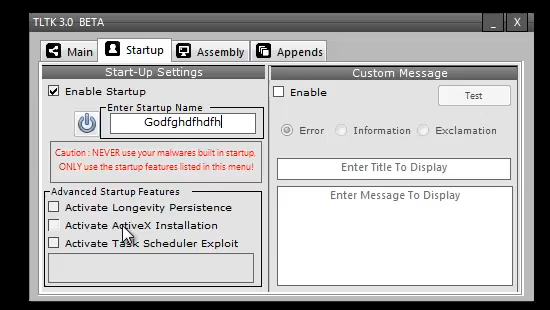 TLTK 3.0 BETA
_ X
Main Startup Assembly Appends
Start-Up Settings
Enable Startup
Enter Startup Name
Godfghdfhdfh
Caution : NEVER use your malwares built in startup,
ONLY use the startup features listed in this menu!
Advanced Startup Features
Activate Longevity Persistence
Activate ActiveX Installation
Activate Task Scheduler Exploit
Custom Message
Enable
Test
Error Information Exclamation
Enter Title To Display
Enter Message To Display